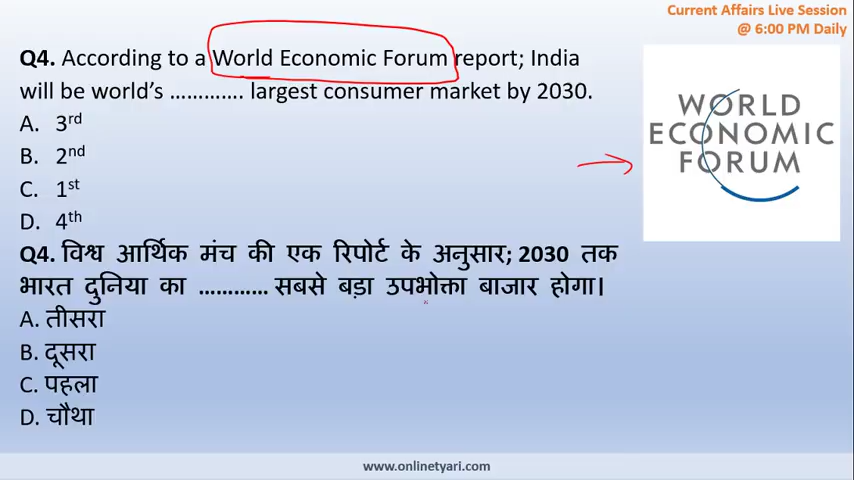 Current Affairs Live Session
@ 6:00 PM Daily
Q4. According to a World Economic Forum report; India
will be world's …………. largest consumer market by 2030.
A. 3rd
B. 2nd
C. 1st
D. 4th
WORLD
ECONOMIC
FORUM
Q4. विश्व आर्थिक मंच की एक रिपोर्ट के अनुसार; 2030 तक
भारत दुनिया का ………… सबसे बड़ा उपभोक्ता बाजार होगा।
A. तीसरा
B. दूसरा
C. पहला
D. चौथा
www.onlinetyari.com